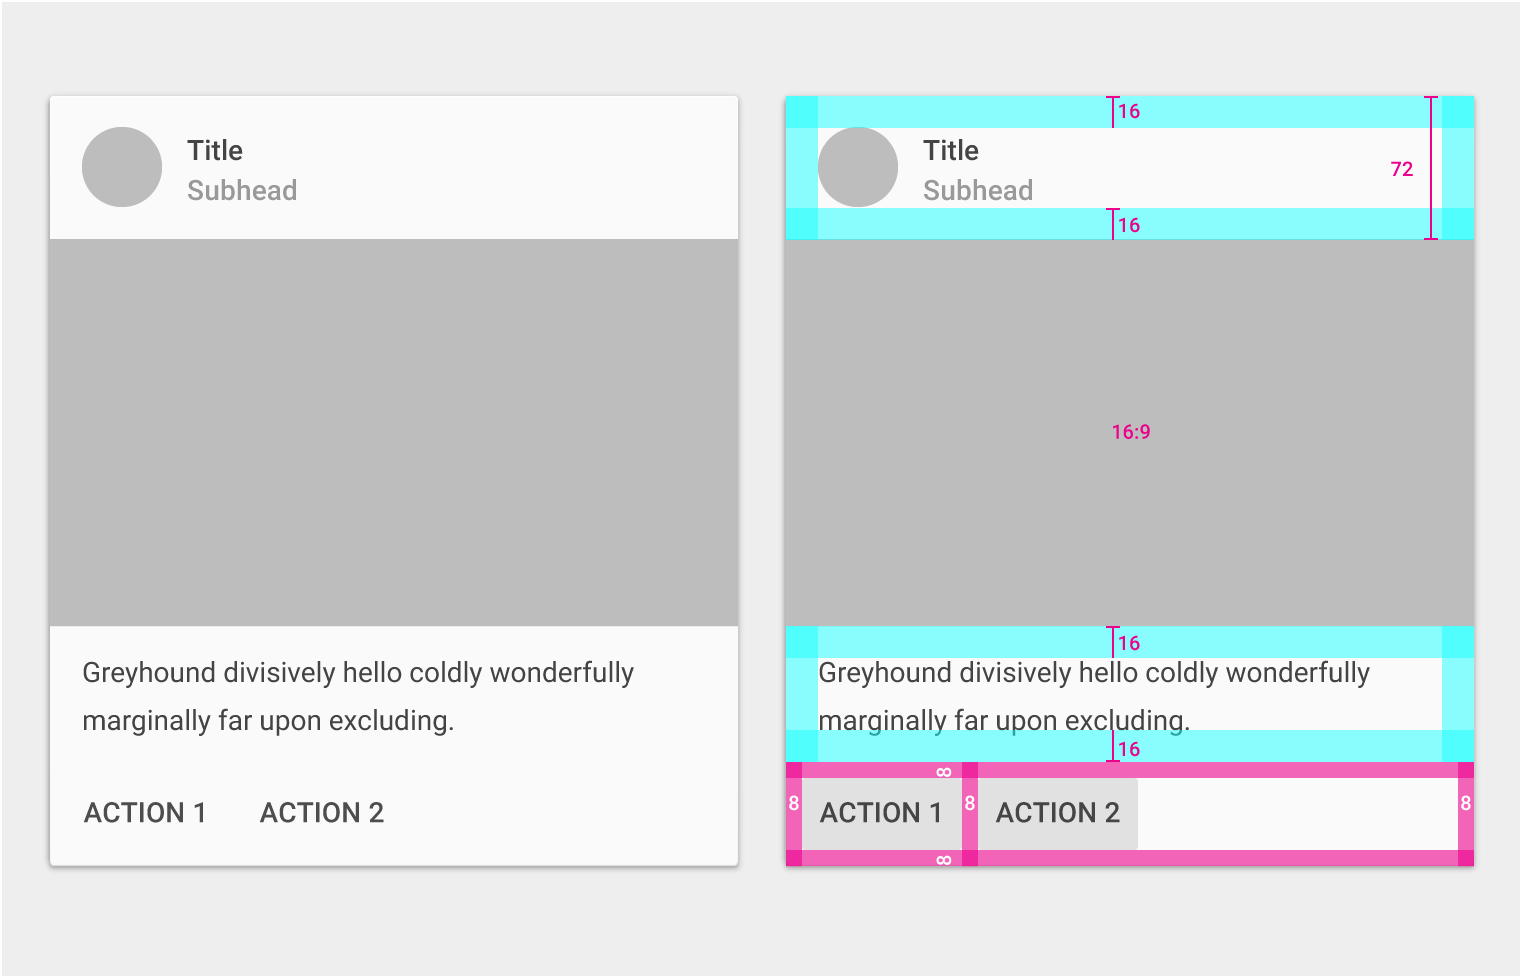 Title
Subhead
Greyhound divisively hello coldly wonderfully
marginally far upon excluding.
ACTION 1 ACTION 2
16
Title
72
Subhead
16
16:9
16
Greyhound divisively hello coldly wonderfully
marginally far upon excluding.
16
8
8 ACTION 1 8 ACTION 2 8
8